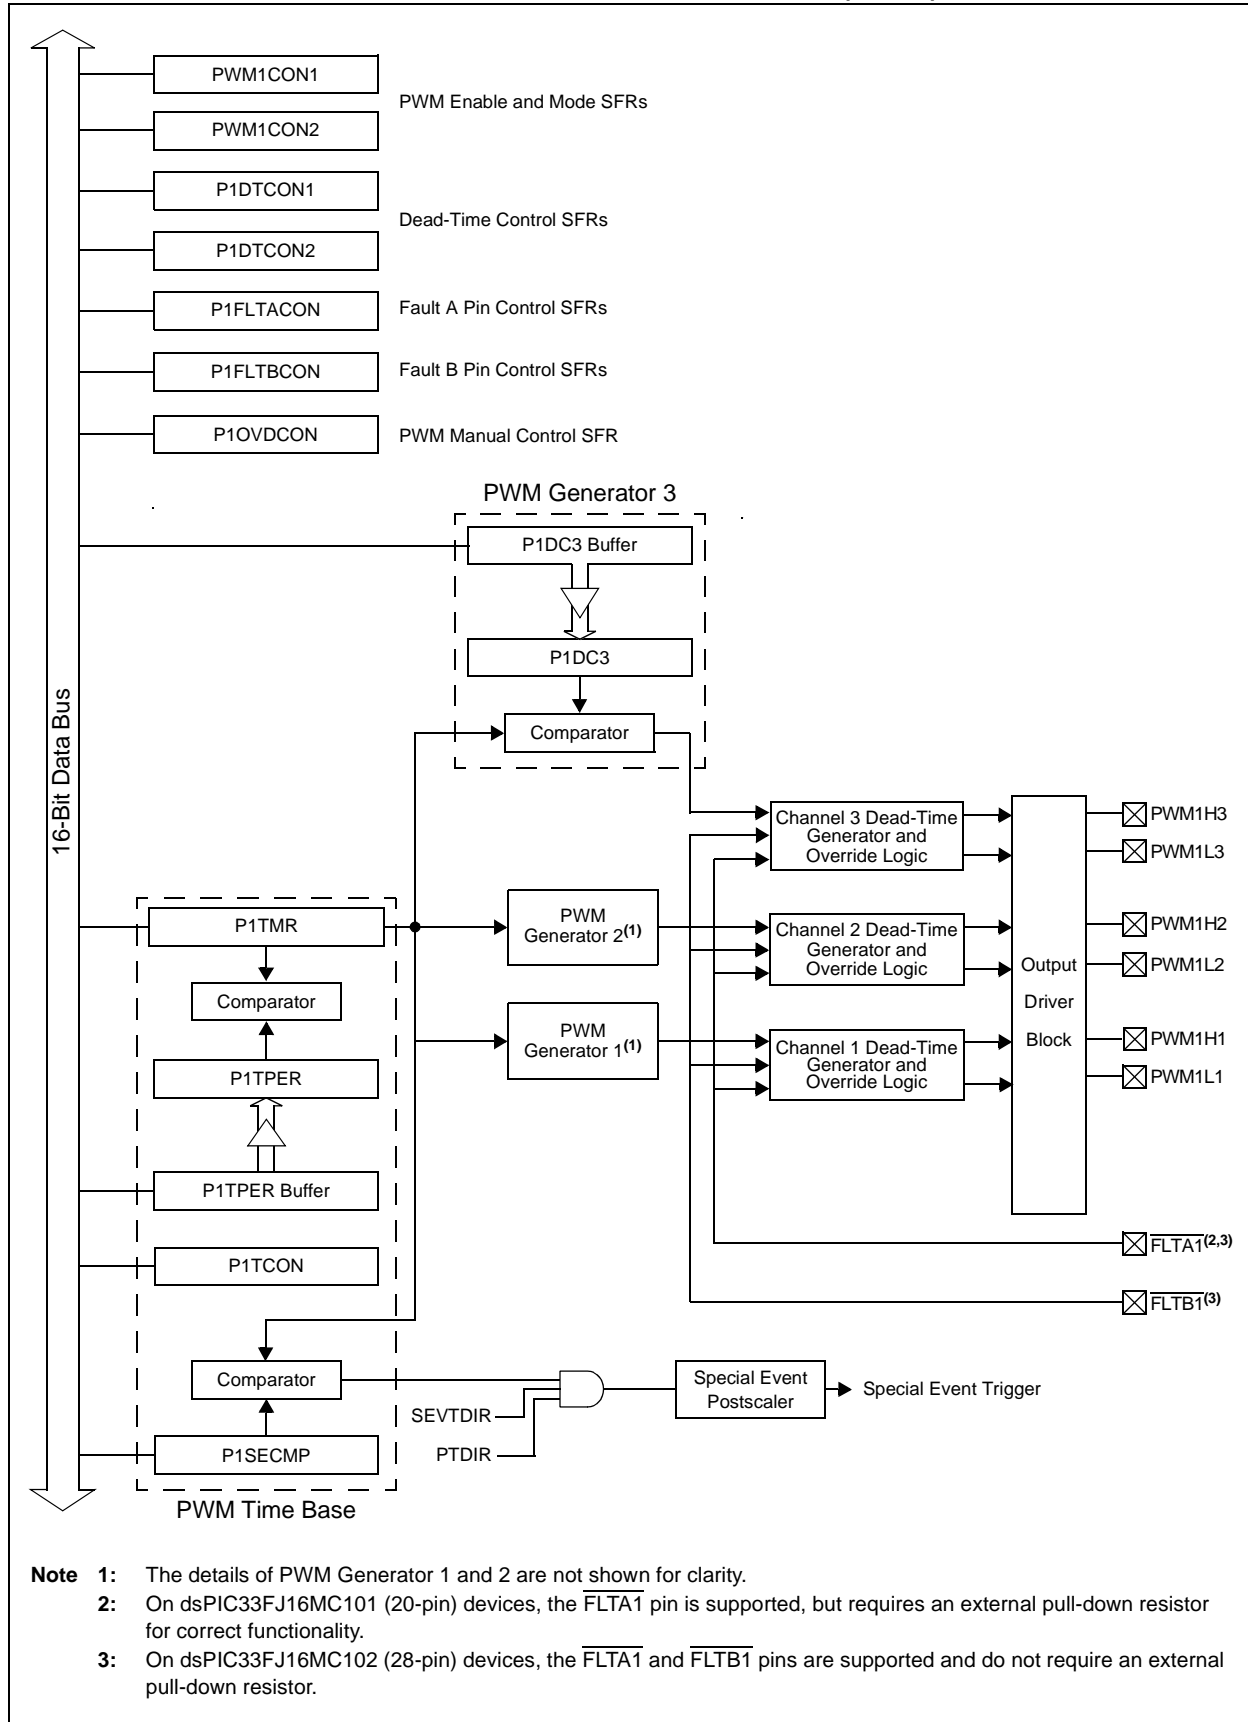 PWM1CON1
PWM Enable and Mode SFRs
PWM1CON2
P1DTCON1
Dead-Time Control SFRs
P1DTCON2
P1FLTACON
Fault A Pin Control SFRs
P1FLTBCON
Fault B Pin Control SFRs
P1OVDCON
PWM Manual Control SFR
PWM Generator 3
P1DC3 Buffer
P1DC3
Comparator
16-Bit Data Bus
Channel 3 Dead-Time
Generator and
Override Logic
PWM1H3
PWM1L3
P1TMR
PWM
Generator 2(1)
Channel 2 Dead-Time
Generator and
Override Logic
PWM1H2
PWM1L2
Output
Driver
Block
Comparator
PWM
Generator 1(1)
Channel 1 Dead-Time
Generator and
Override Logic
PWM1H1
PWM1L1
P1TPER
P1TPER Buffer
FLTA1(2,3)
P1TCON
FLTB1(3)
Comparator
SEVTDIR
PTDIR
Special Event
Postscaler
Special Event Trigger
P1SECMP
PWM Time Base
Note 1: The details of PWM Generator 1 and 2 are not shown for clarity.
2: On dsPIC33FJ16MC101 (20-pin) devices, the FLTA1 pin is supported, but requires an external pull-down resistor
for correct functionality.
3: On dsPIC33FJ16MC102 (28-pin) devices, the FLTA1 and FLTB1 pins are supported and do not require an external
pull-down resistor.